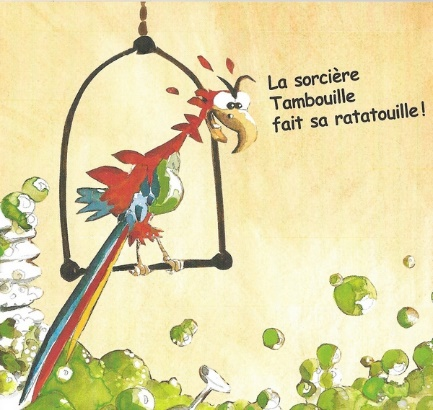 La sorcière
Tambouille
fait sa ratatouille !